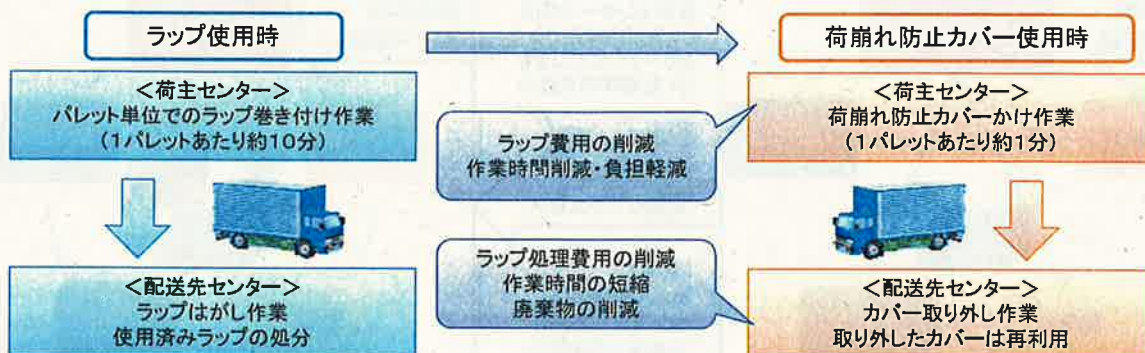 ラップ使用時
荷崩れ防止カバー使用時
<荷主センター>
パレット単位でのラップ巻き付け作業
(1パレットあたり約10分)
ラップ費用の削減
作業時間削減・負担軽減
<荷主センター>
荷崩れ防止カバーかけ作業
(1パレットあたり約1分)
<配送先センター>
ラップはがし作業
使用済みラップの処分
ラップ処理費用の削減
作業時間の短縮
廃棄物の削減
<配送先センター>
カバー取り外し作業
取り外したカバーは再利用